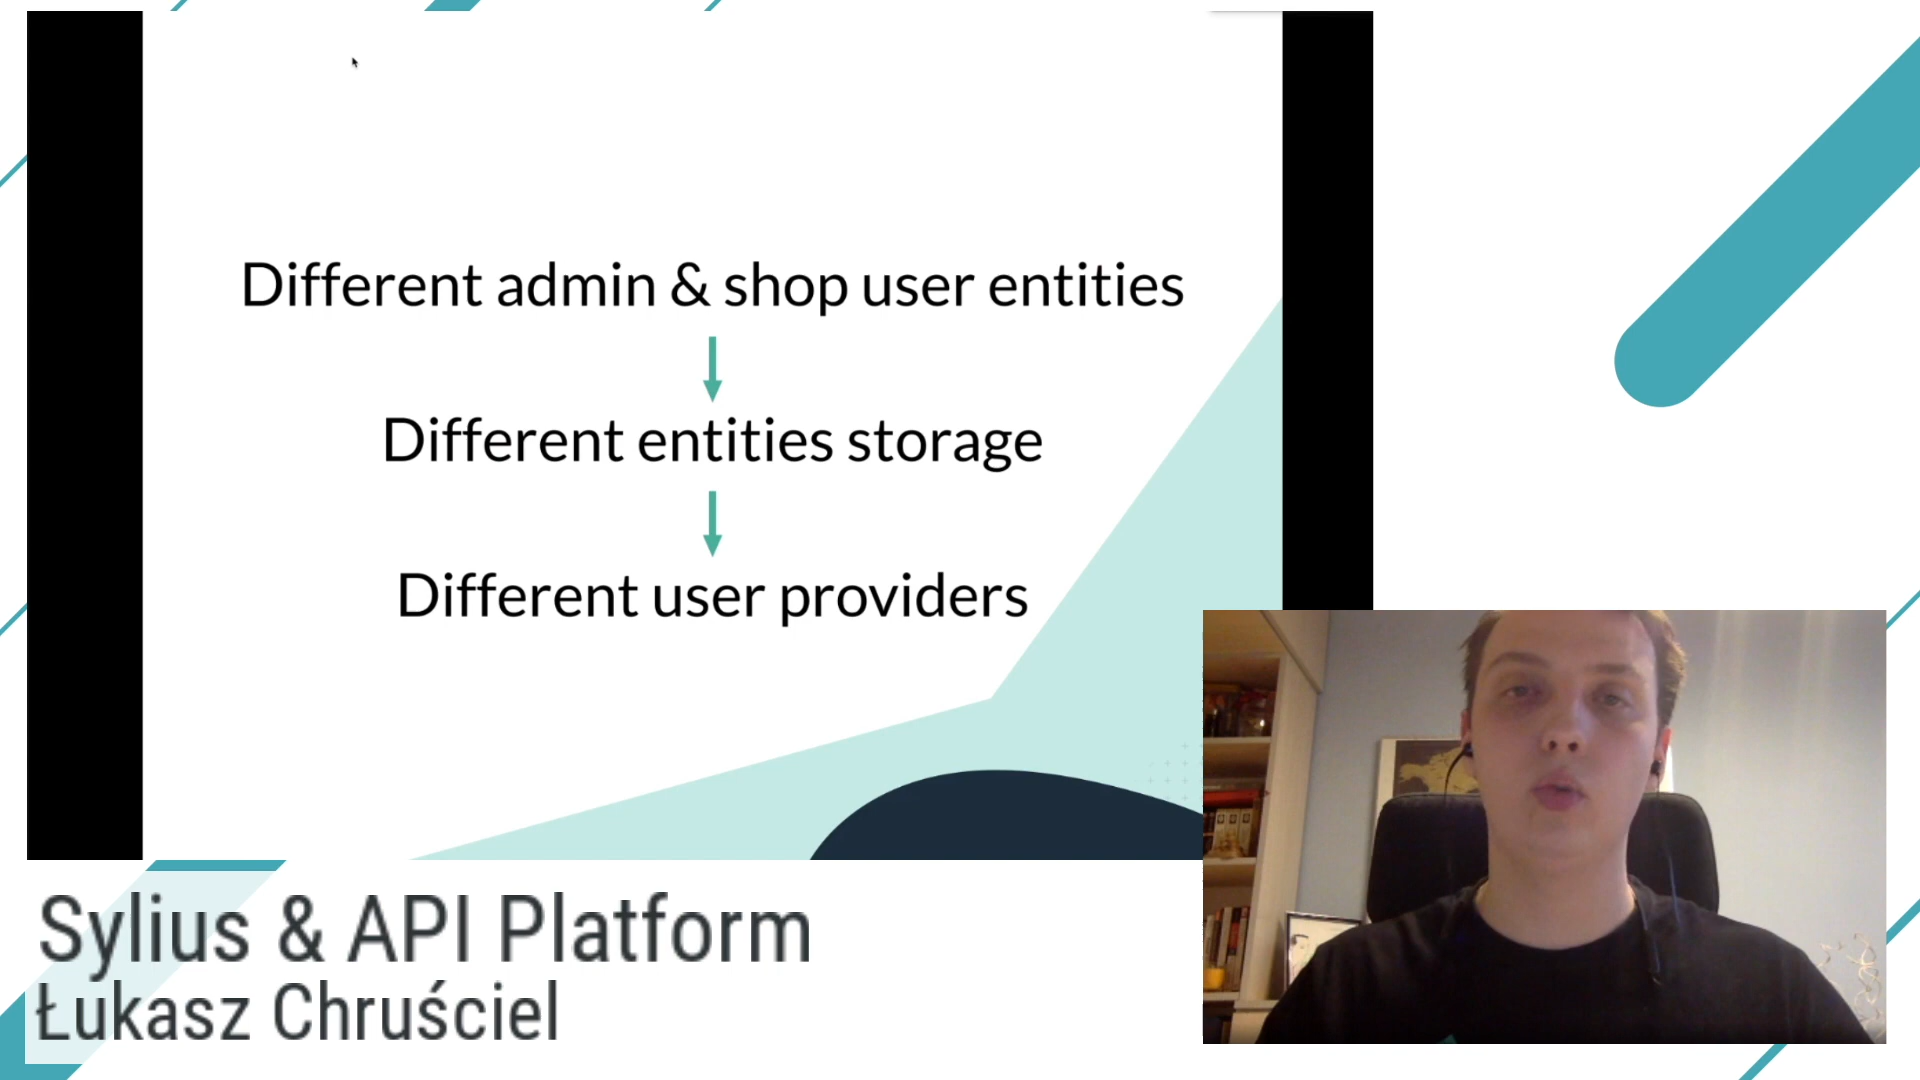 Different admin & shop user entities
Different entities storage
Different user providers
Sylius & API Platform
Łukasz Chruściel